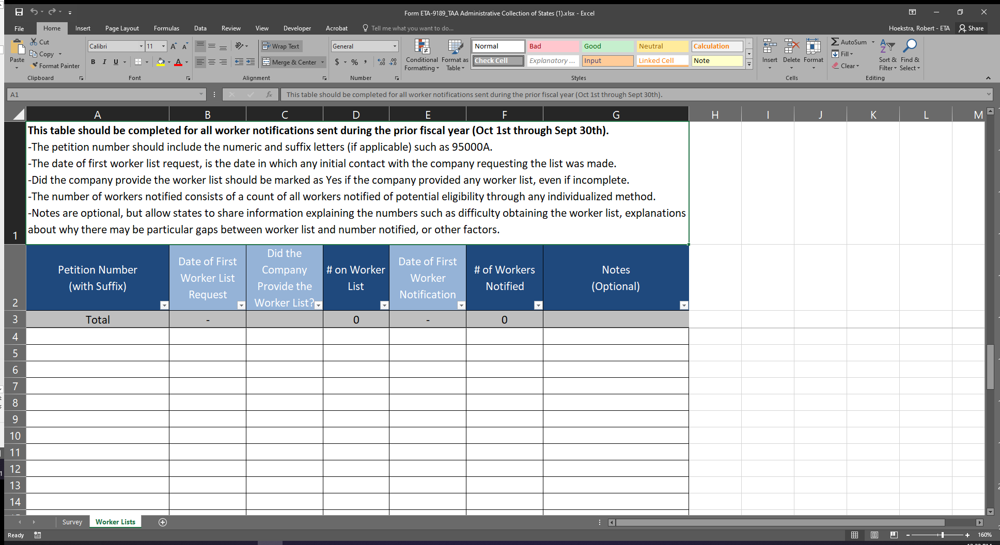 Form ETA-9189_TAA Administrative Collection of States (1).xlsx - Excel
File Home Insert Page Layout Formulas Data Review View Developer Acrobat Tell me what you want to do... Hoekstra, Robert - ETA Share
Paste
Cut
Copy
Format Painter
Clipboard
Calibri 11 A A
B I U A
Font
Wrap Text
Merge & Center
Alignment
General
$ % ,
Number
Conditional Formatting
Format as Table
Normal Bad Good Neutral Calculation
Check Cell Explanatory ... Input Linked Cell Note
Styles
Insert Delete Format
Cells
AutoSum
Fill
Clear
Sort & Filter
Find & Select
Editing
A1 fx This table should be completed for all worker notifications sent during the prior fiscal year (Oct 1st through Sept 30th).
A B C D E F G H I J K L M
This table should be completed for all worker notifications sent during the prior fiscal year (Oct 1st through Sept 30th).
-The petition number should include the numeric and suffix letters (if applicable) such as 95000A.
-The date of first worker list request, is the date in which any initial contact with the company requesting the list was made.
-Did the company provide the worker list should be marked as Yes if the company provided any worker list, even if incomplete.
-The number of workers notified consists of a count of all workers notified of potential eligibility through any individualized method.
-Notes are optional, but allow states to share information explaining the numbers such as difficulty obtaining the worker list, explanations
about why there may be particular gaps between worker list and number notified, or other factors.
1
Petition Number
(with Suffix)
Date of First
Worker List
Request
Did the
Company
Provide the
Worker List?
# on Worker
List
Date of First
Worker
Notification
# of Workers
Notified
Notes
(Optional)
2
3 Total - 0 - 0
4
5
6
7
8
9
10
11
12
13
14
Survey Worker Lists
Ready 160%